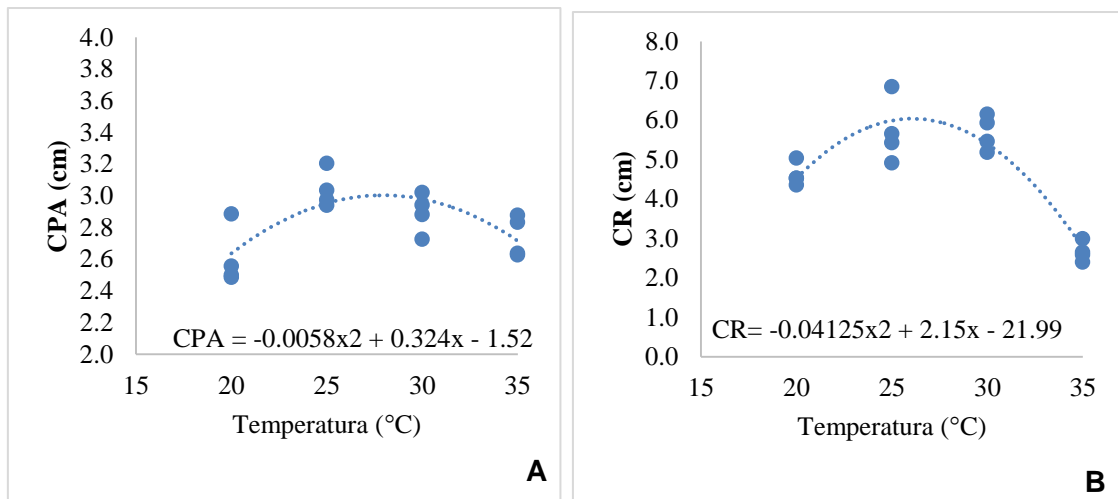 4.0
3.8
3.6
3.4
3.2
3.0
2.8
2.6
2.4
2.2
2.0
CPA (cm)
CPA = -0.0058x2 + 0.324x - 1.52
15 20 25 30 35
Temperatura (°C)
A
8.0
7.0
6.0
5.0
4.0
3.0
2.0
1.0
0.0
CR (cm)
CR= -0.04125x2 + 2.15x - 21.99
15 20 25 30 35
Temperatura (°C)
B